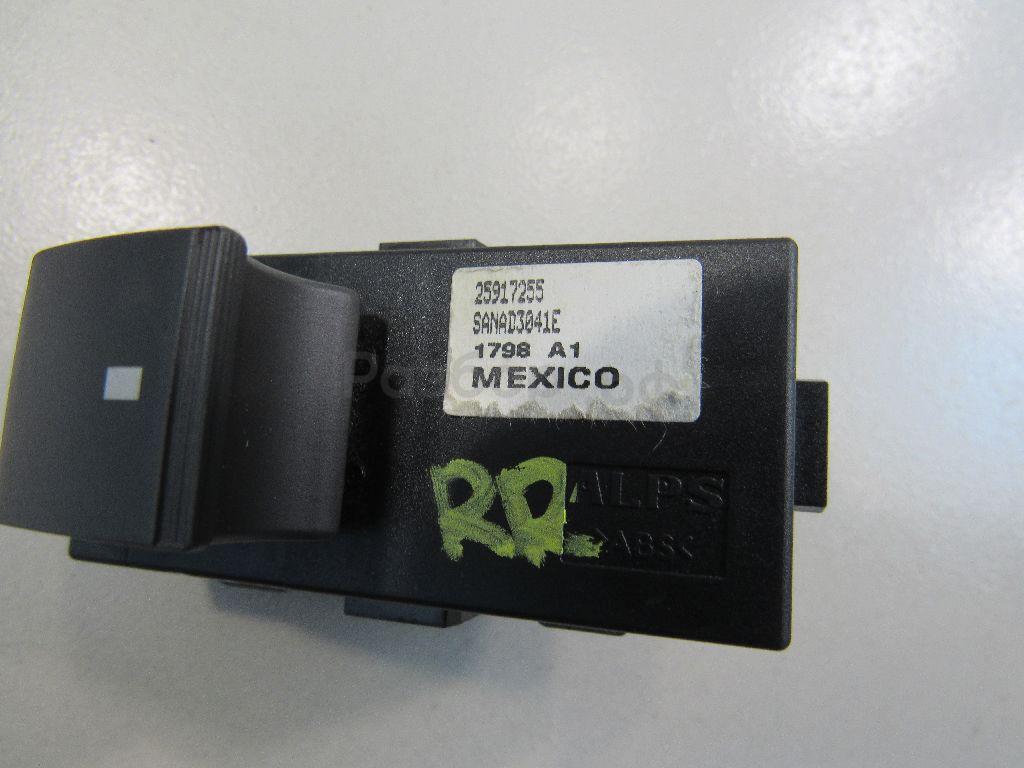 25917255
SANAD3041E
1798 A1
MEXICO
RR
ALPS
>ABS<